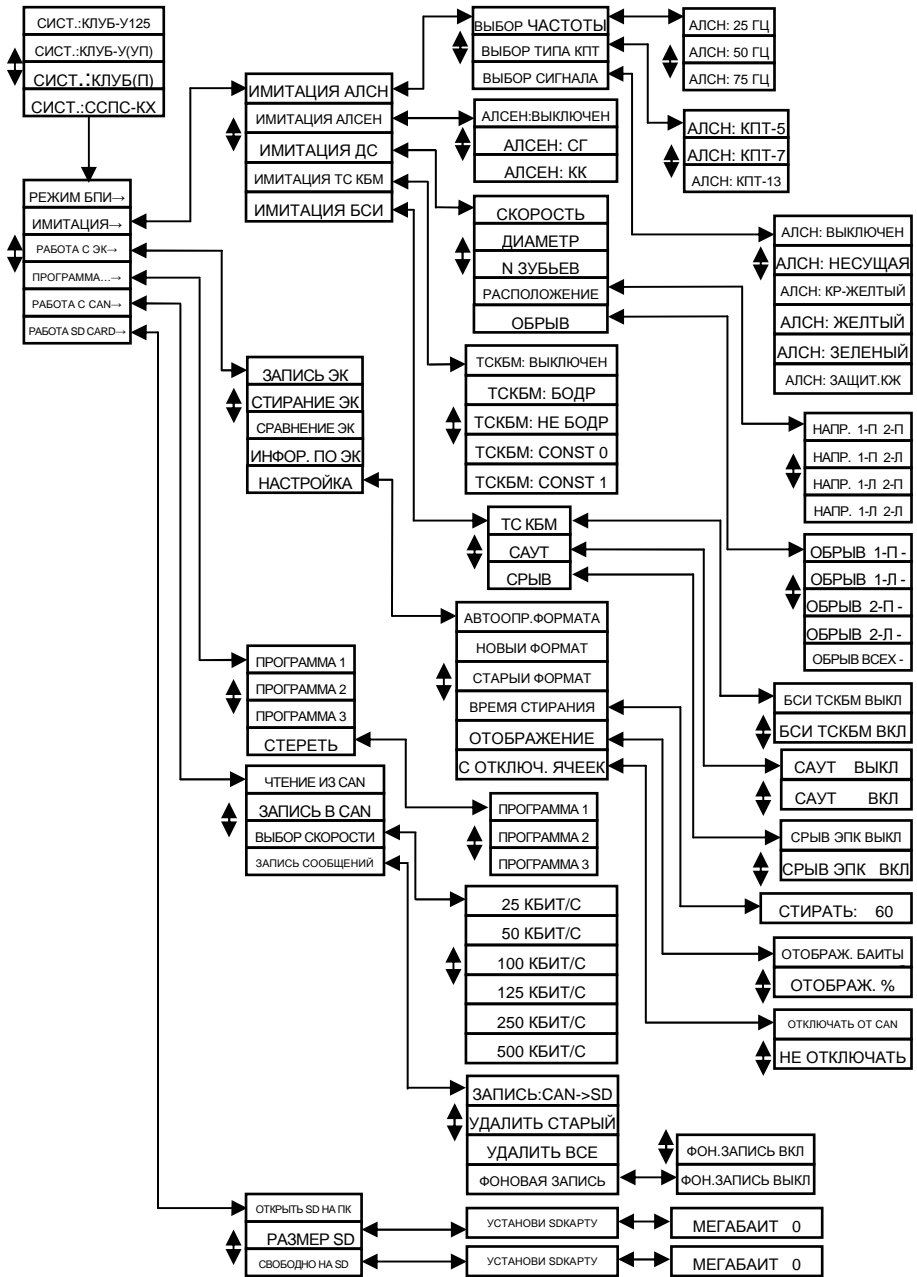 СИСТ.:КЛУБ-У125
СИСТ.:КЛУБ-У(УП)
СИСТ.:КЛУБ(П)
СИСТ.:ССПС-КХ
РЕЖИМ БПИ→
ИМИТАЦИЯ→
РАБОТА С ЭК→
ПРОГРАММА...→
РАБОТА С CAN→
РАБОТА SD CARD→
ИМИТАЦИЯ АЛСН
ИМИТАЦИЯ АЛСЕН
ИМИТАЦИЯ ДС
ИМИТАЦИЯ ТС КБМ
ИМИТАЦИЯ БСИ
ВЫБОР ЧАСТОТЫ
ВЫБОР ТИПА КПТ
ВЫБОР СИГНАЛА
АЛСН: 25 ГЦ
АЛСН: 50 ГЦ
АЛСН: 75 ГЦ
АЛСН: КПТ-5
АЛСН: КПТ-7
АЛСН: КПТ-13
АЛСЕН:ВЫКЛЮЧЕН
АЛСЕН: СГ
АЛСЕН: КК
СКОРОСТЬ
ДИАМЕТР
N ЗУБЬЕВ
РАСПОЛОЖЕНИЕ
ОБРЫВ
АЛСН: ВЫКЛЮЧЕН
АЛСН: НЕСУЩАЯ
АЛСН: КР-ЖЕЛТЫЙ
АЛСН: ЖЕЛТЫЙ
АЛСН: ЗЕЛЕНЫЙ
АЛСН: ЗАЩИТ.КЖ
ЗАПИСЬ ЭК
СТИРАНИЕ ЭК
СРАВНЕНИЕ ЭК
ИНФОР. ПО ЭК
НАСТРОЙКА
ТСКБМ: ВЫКЛЮЧЕН
ТСКБМ: БОДР
ТСКБМ: НЕ БОДР
ТСКБМ: CONST 0
ТСКБМ: CONST 1
НАПР. 1-П 2-П
НАПР. 1-П 2-Л
НАПР. 1-Л 2-П
НАПР. 1-Л 2-Л
ТС КБМ
САУТ
СРЫВ
ОБРЫВ 1-П -
ОБРЫВ 1-Л -
ОБРЫВ 2-П -
ОБРЫВ 2-Л -
ОБРЫВ ВСЕХ -
АВТООПР.ФОРМАТА
НОВЫИ ФОРМАТ
СТАРЫИ ФОРМАТ
ВРЕМЯ СТИРАНИЯ
ОТОБРАЖЕНИЕ
С ОТКЛЮЧ. ЯЧЕЕК
ПРОГРАММА 1
ПРОГРАММА 2
ПРОГРАММА 3
СТЕРЕТЬ
БСИ ТСКБМ ВЫКЛ
БСИ ТСКБМ ВКЛ
САУТ ВЫКЛ
САУТ ВКЛ
ЧТЕНИЕ ИЗ CAN
ЗАПИСЬ В CAN
ВЫБОР СКОРОСТИ
ЗАПИСЬ СООБЩЕНИЙ
ПРОГРАММА 1
ПРОГРАММА 2
ПРОГРАММА 3
СРЫВ ЭПК ВЫКЛ
СРЫВ ЭПК ВКЛ
СТИРАТЬ: 60
25 КБИТ/С
50 КБИТ/С
100 КБИТ/С
125 КБИТ/С
250 КБИТ/С
500 КБИТ/С
ОТОБРАЖ. БАИТЫ
ОТОБРАЖ. %
ОТКЛЮЧАТЬ ОТ CAN
НЕ ОТКЛЮЧАТЬ
ЗАПИСЬ:CAN->SD
УДАЛИТЬ СТАРЫЙ
УДАЛИТЬ ВСЕ
ФОНОВАЯ ЗАПИСЬ
ФОН.ЗАПИСЬ ВКЛ
ФОН.ЗАПИСЬ ВЫКЛ
ОТКРЫТЬ SD НА ПК
РАЗМЕР SD
СВОБОДНО НА SD
УСТАНОВИ SDКАРТУ
МЕГАБАИТ 0
УСТАНОВИ SDКАРТУ
МЕГАБАИТ 0